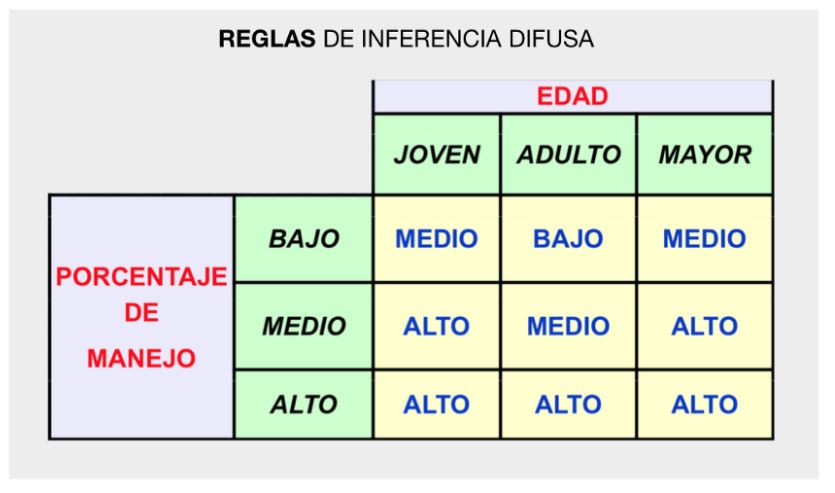 REGLAS DE INFERENCIA DIFUSA
EDAD
JOVEN ADULTO MAYOR
PORCENTAJE
DE
MANEJO
BAJO MEDIO BAJO MEDIO
MEDIO ALTO MEDIO ALTO
ALTO ALTO ALTO ALTO